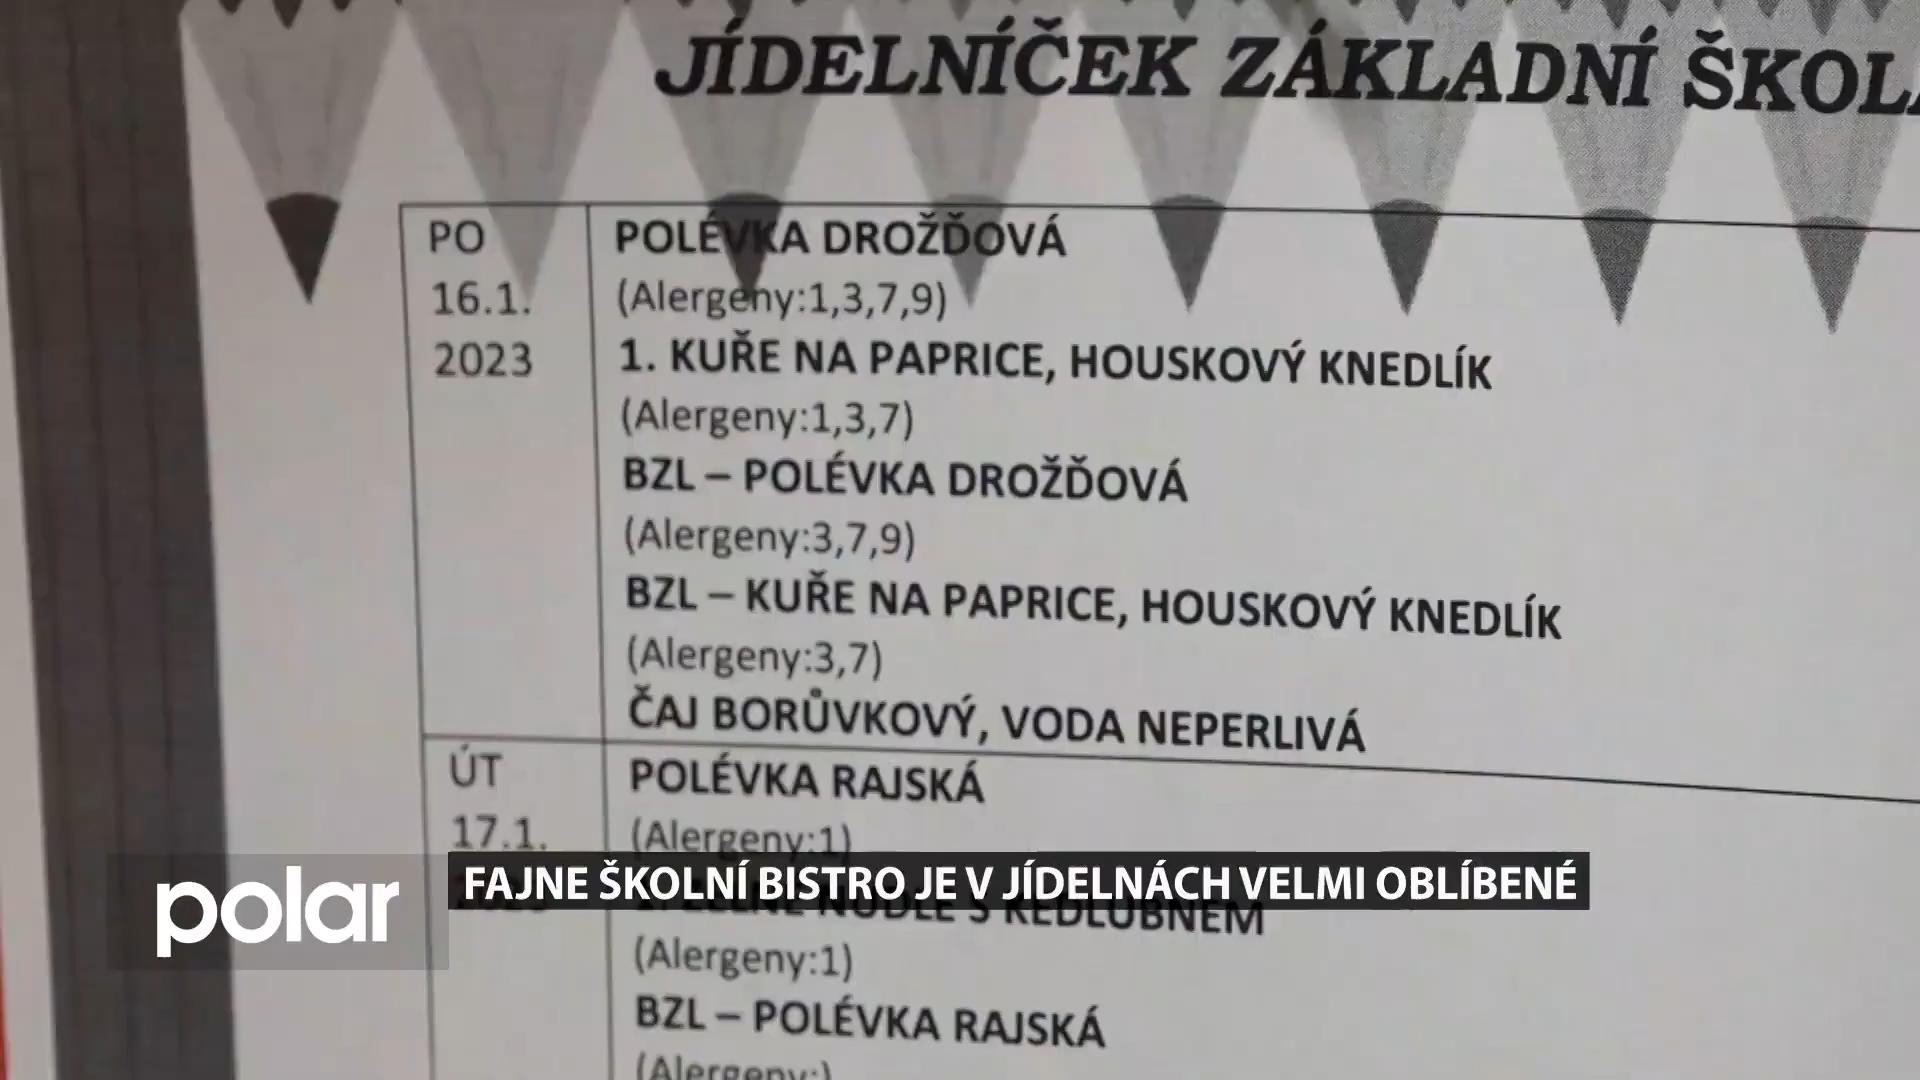 JÍDELNÍČEK ZÁKLADNÍ
PO
16.1.
2023
POLÉVKA DROŽĎOVÁ
(Alergeny:1,3,7,9)
1. KUŘE NA PAPRICE, HOUSKOVÝ KNEDLÍK
(Alergeny:1,3,7)
BZL – POLÉVKA DROŽĎOVÁ
(Alergeny:3,7,9)
BZL – KUŘE NA PAPRICE, HOUSKOVÝ KNEDLÍK
(Alergeny:3,7)
ČAJ BORŮVKOVÝ, VODA NEPERLIVÁ
ÚT
17.1.
POLÉVKA RAJSKÁ
(Alergeny:1)
NUDLE S KEDLUBNEM
(Alergeny:1)
BZL – POLÉVKA RAJSKÁ
(Alergeny:)
polar
FAJNE ŠKOLNÍ BISTRO JE V JÍDELNÁCH VELMI OBLÍBENÉ